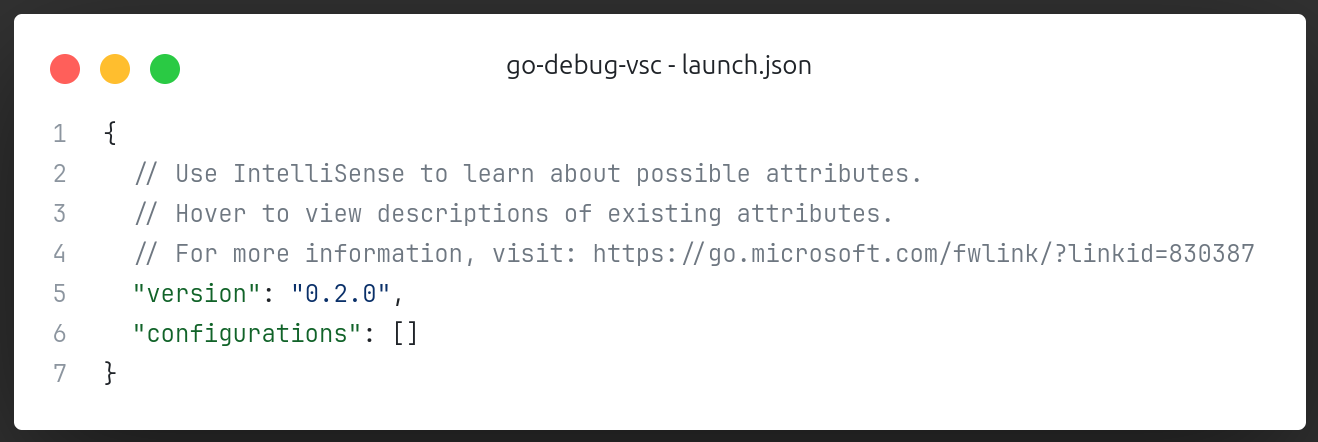 go-debug-vsc - launch.json
1 {
2 // Use IntelliSense to learn about possible attributes.
3 // Hover to view descriptions of existing attributes.
4 // For more information, visit: https://go.microsoft.com/fwlink/?linkid=830387
5 "version": "0.2.0",
6 "configurations": []
7 }